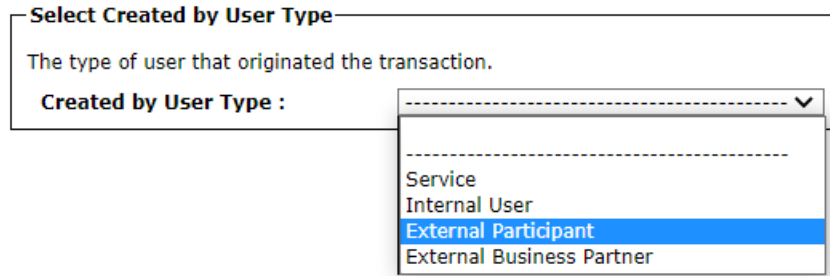 Select Created by User Type
The type of user that originated the transaction.
Created by User Type :
--------------------------------------------
--------------------------------------------
Service
Internal User
External Participant
External Business Partner